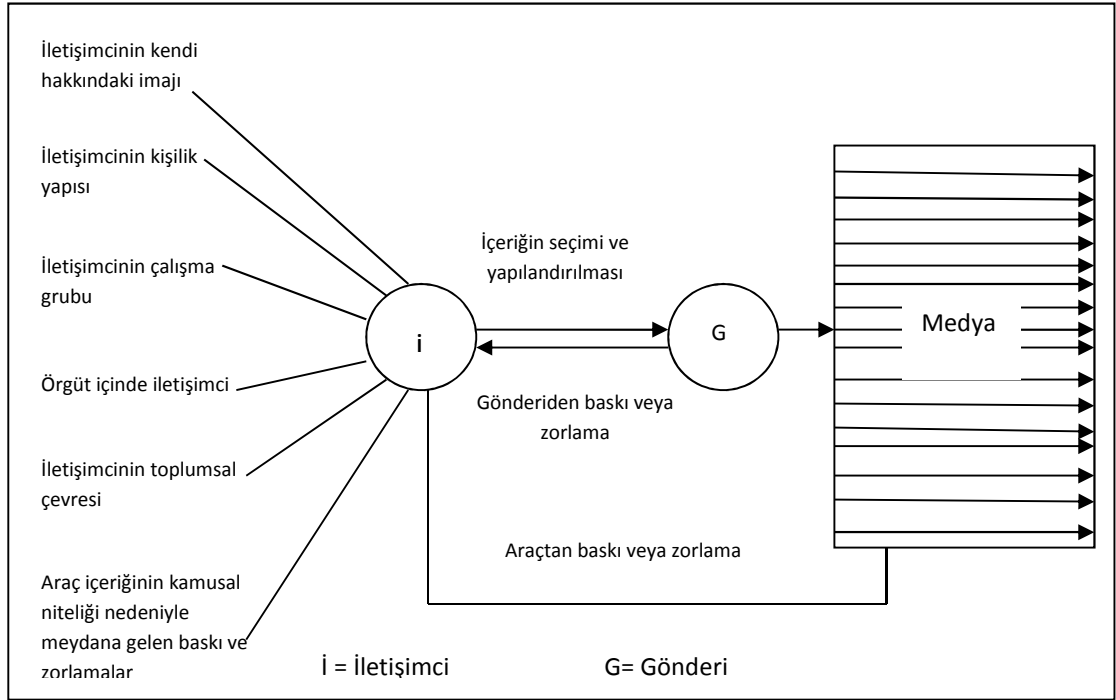 İletişimcinin kendi
hakkındaki imajı
İletişimcinin kişilik
yapısı
İletişimcinin çalışma
grubu
Örgüt içinde iletişimci
İletişimcinin toplumsal
çevresi
Araç içeriğinin kamusal
niteliği nedeniyle
meydana gelen baskı ve
zorlamalar
İçeriğin seçimi ve
yapılandırılması
i
G
Gönderiden baskı veya
zorlama
Araçtan baskı veya zorlama
Medya
İ = İletişimci
G= Gönderi